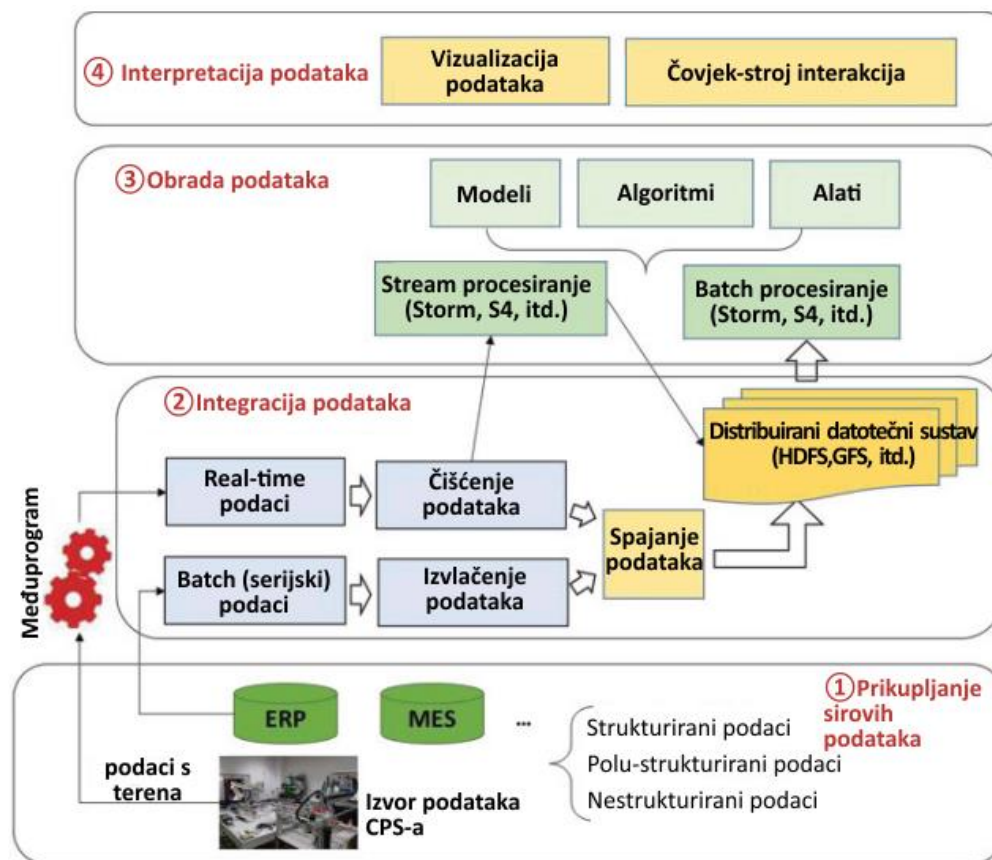 ④ Interpretacija podataka
Vizualizacija
podataka
Čovjek-stroj interakcija
③ Obrada podataka
Modeli
Algoritmi
Alati
Stream procesiranje
(Storm, S4, itd.)
Batch procesiranje
(Storm, S4, itd.)
② Integracija podataka
Distribuirani datotečni sustav
(HDFS,GFS, itd.)
Real-time
podaci
Čišćenje
podataka
Spajanje
podataka
Batch (serijski)
podaci
Izvlačenje
podataka
Međuprogram
① Prikupljanje
sirovih
podataka
ERP
MES
...
Strukturirani podaci
Polu-strukturirani podaci
Nestrukturirani podaci
podaci s
terena
Izvor podataka
CPS-a